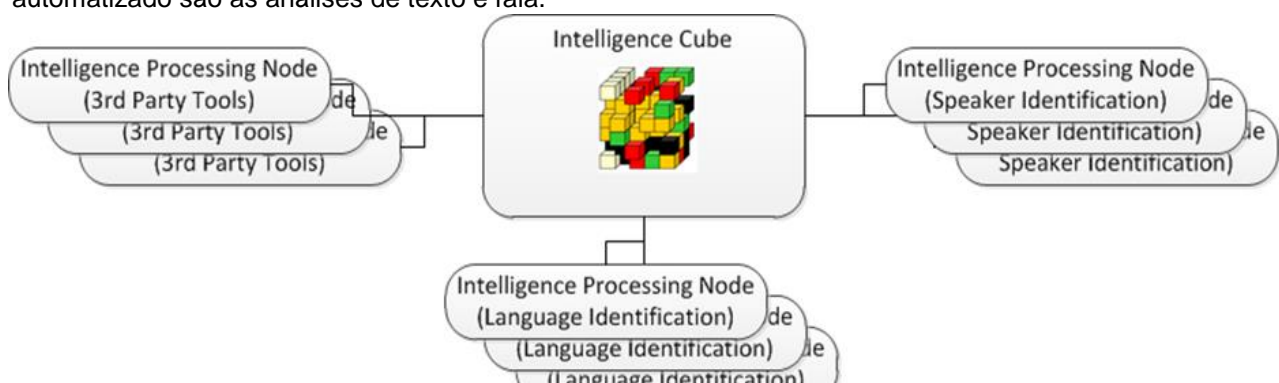 automatizado são as análises de texto e fala.
Intelligence Cube
Intelligence Processing Node
(3rd Party Tools)
de
(3rd Party Tools)
de
(3rd Party Tools)
Intelligence Processing Node
(Speaker Identification)
de
Speaker Identification)
de
Speaker Identification)
Intelligence Processing Node
(Language Identification)
de
(Language Identification)
de
(Language Identification)